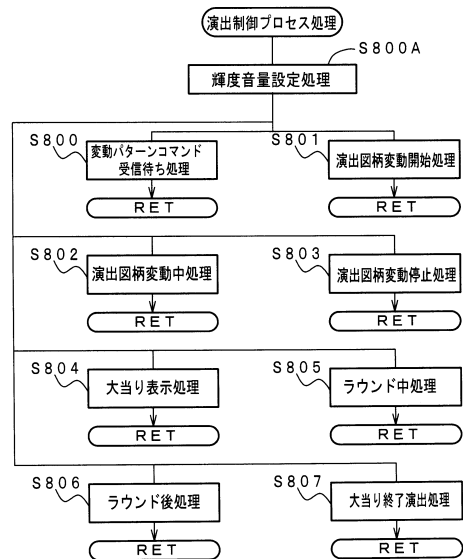 演出制御プロセス処理
S800A
輝度音量設定処理
S800
変動パターンコマンド
受信待ち処理
RET
S801
演出図柄変動開始処理
RET
S802
演出図柄変動中処理
RET
S803
演出図柄変動停止処理
RET
S804
大当り表示処理
RET
S805
ラウンド中処理
RET
S806
ラウンド後処理
RET
S807
大当り終了演出処理
RET